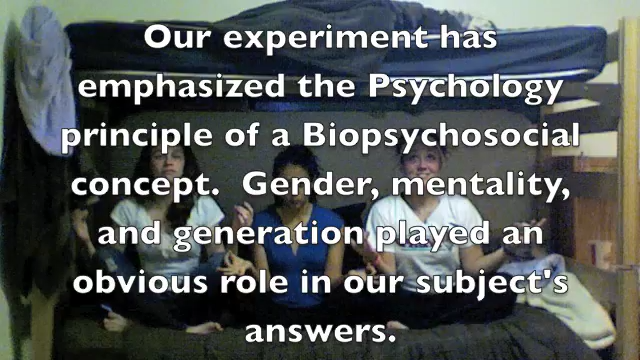 Our experiment has
emphasized the Psychology
principle of a Biopsychosocial
concept.  Gender, mentality,
and generation played an
obvious role in our subject's
answers.